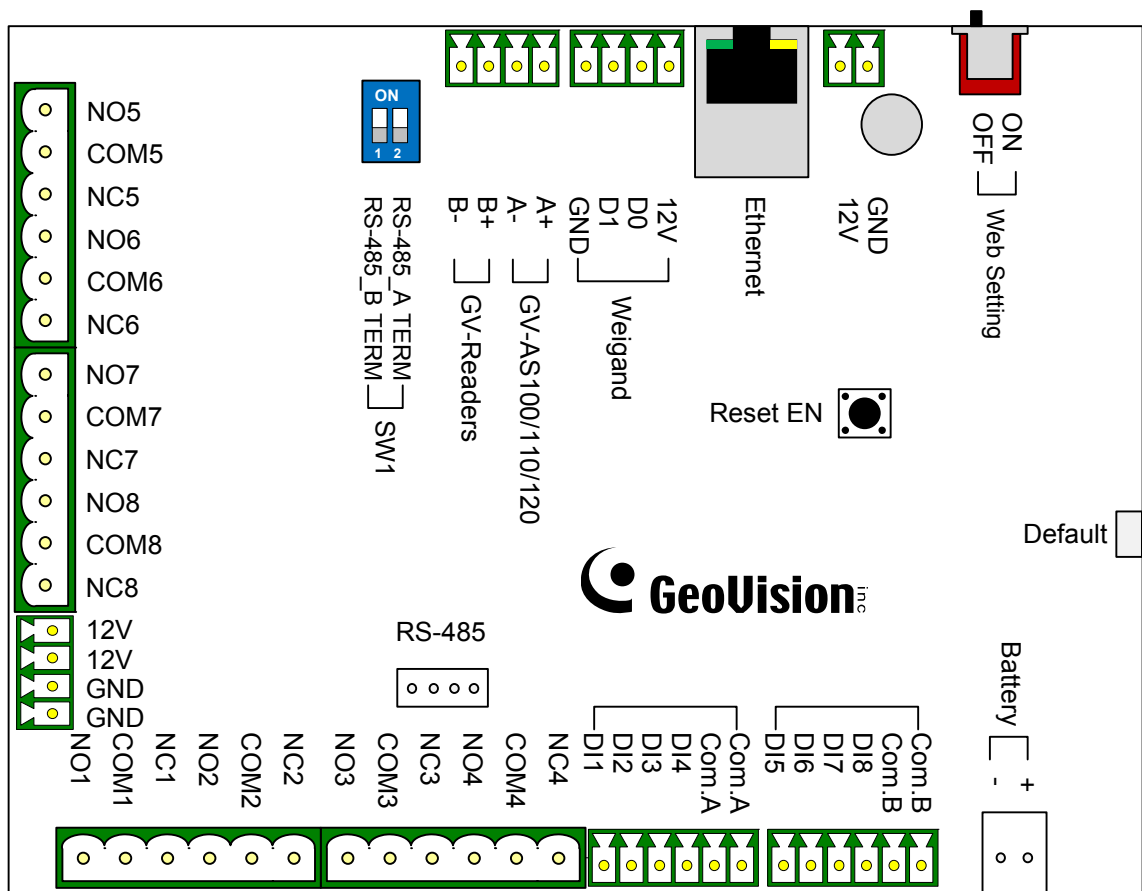 NO5
COM5
NC5
NO6
COM6
NC6
NO7
COM7
NC7
NO8
COM8
NC8
12V
12V
GND
GND
ON
1 2
RS-485_B TERM
RS-485_A TERM
SW1
B-
B+
GV-Readers
A-
A+
GV-AS100/110/120
GND
D1
D0
12V
Weigand
Ethernet
12V
GND
OFF
ON
Web Setting
Reset EN
Default
GeoVision inc
RS-485
NO1
COM1
NC1
NO2
COM2
NC2
NO3
COM3
NC3
NO4
COM4
NC4
DI1
DI2
DI3
DI4
Com.A
Com.A
DI5
DI6
DI7
DI8
Com.B
Com.B
Battery
-
+